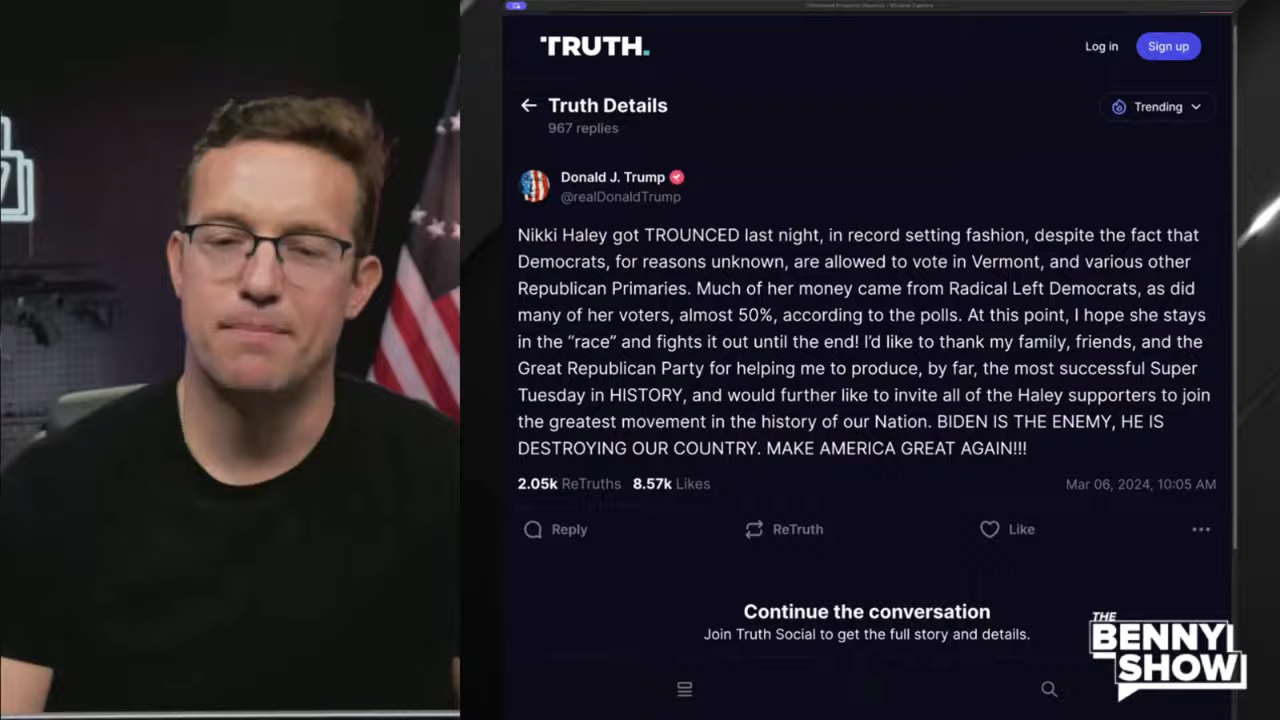 TRUTH.
Log in
Sign up
Truth Details
967 replies
Trending
Donald J. Trump
@realDonaldTrump
Nikki Haley got TROUNCED last night, in record setting fashion, despite the fact that
Democrats, for reasons unknown, are allowed to vote in Vermont, and various other
Republican Primaries. Much of her money came from Radical Left Democrats, as did
many of her voters, almost 50%, according to the polls. At this point, I hope she stays
in the “race” and fights it out until the end! I’d like to thank my family, friends, and the
Great Republican Party for helping me to produce, by far, the most successful Super
Tuesday in HISTORY, and would further like to invite all of the Haley supporters to join
the greatest movement in the history of our Nation. BIDEN IS THE ENEMY, HE IS
DESTROYING OUR COUNTRY. MAKE AMERICA GREAT AGAIN!!!
2.05k ReTruths 8.57k Likes
Mar 06, 2024, 10:05 AM
Reply
ReTruth
Like
Continue the conversation
Join Truth Social to get the full story and details.
THE
BENNY
SHOW